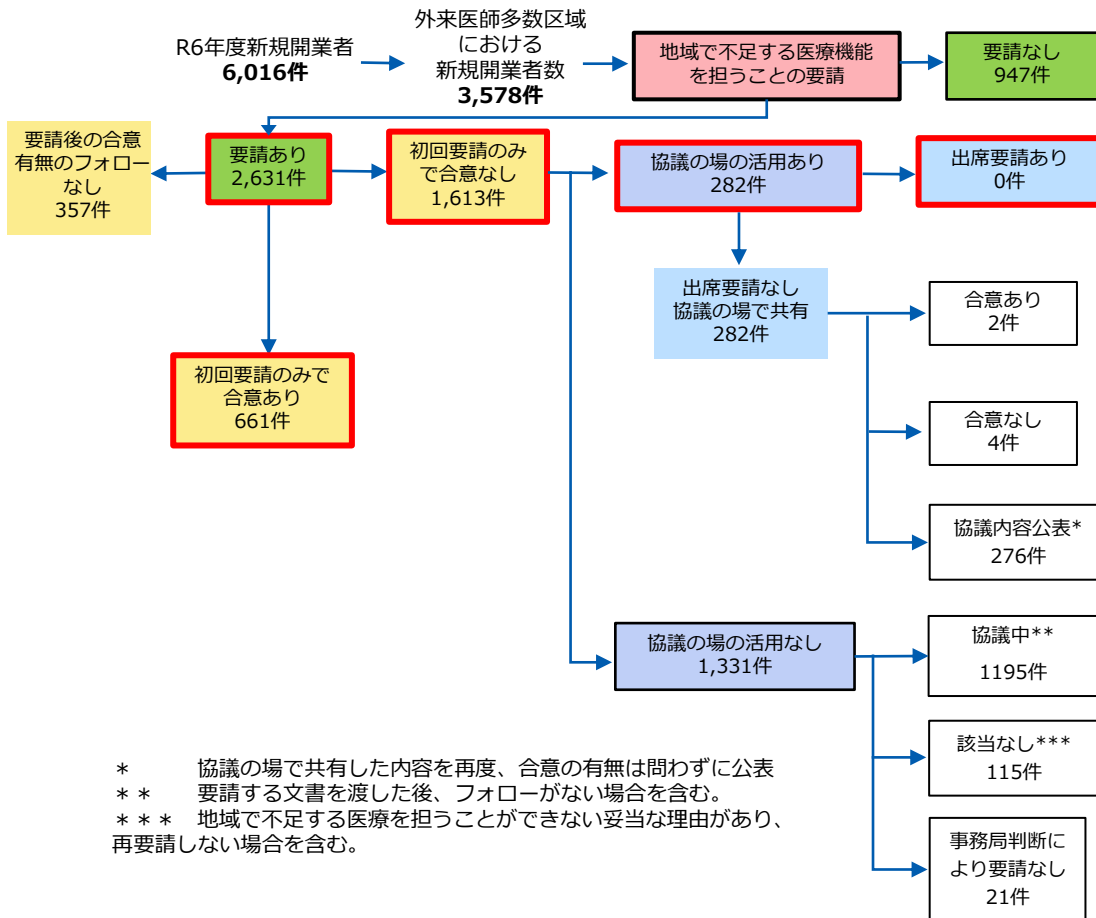 R6年度新規開業者
6,016件
外来医師多数区域
における
新規開業者数
3,578件
地域で不足する医療機能
を担うことの要請
要請なし
947件
要請後の合意
有無のフォロー
なし
357件
要請あり
2,631件
初回要請のみ
で合意なし
1,613件
協議の場の活用あり
282件
出席要請あり
0件
出席要請なし
協議の場で共有
282件
合意あり
2件
初回要請のみで
合意あり
661件
合意なし
4件
協議内容公表*
276件
協議の場の活用なし
1,331件
協議中**
1195件
該当なし***
115件
事務局判断に
より要請なし
21件
* 協議の場で共有した内容を再度、合意の有無は問わずに公表
** 要請する文書を渡した後、フォローがない場合を含む。
*** 地域で不足する医療を担うことができない妥当な理由があり、
再要請しない場合を含む。